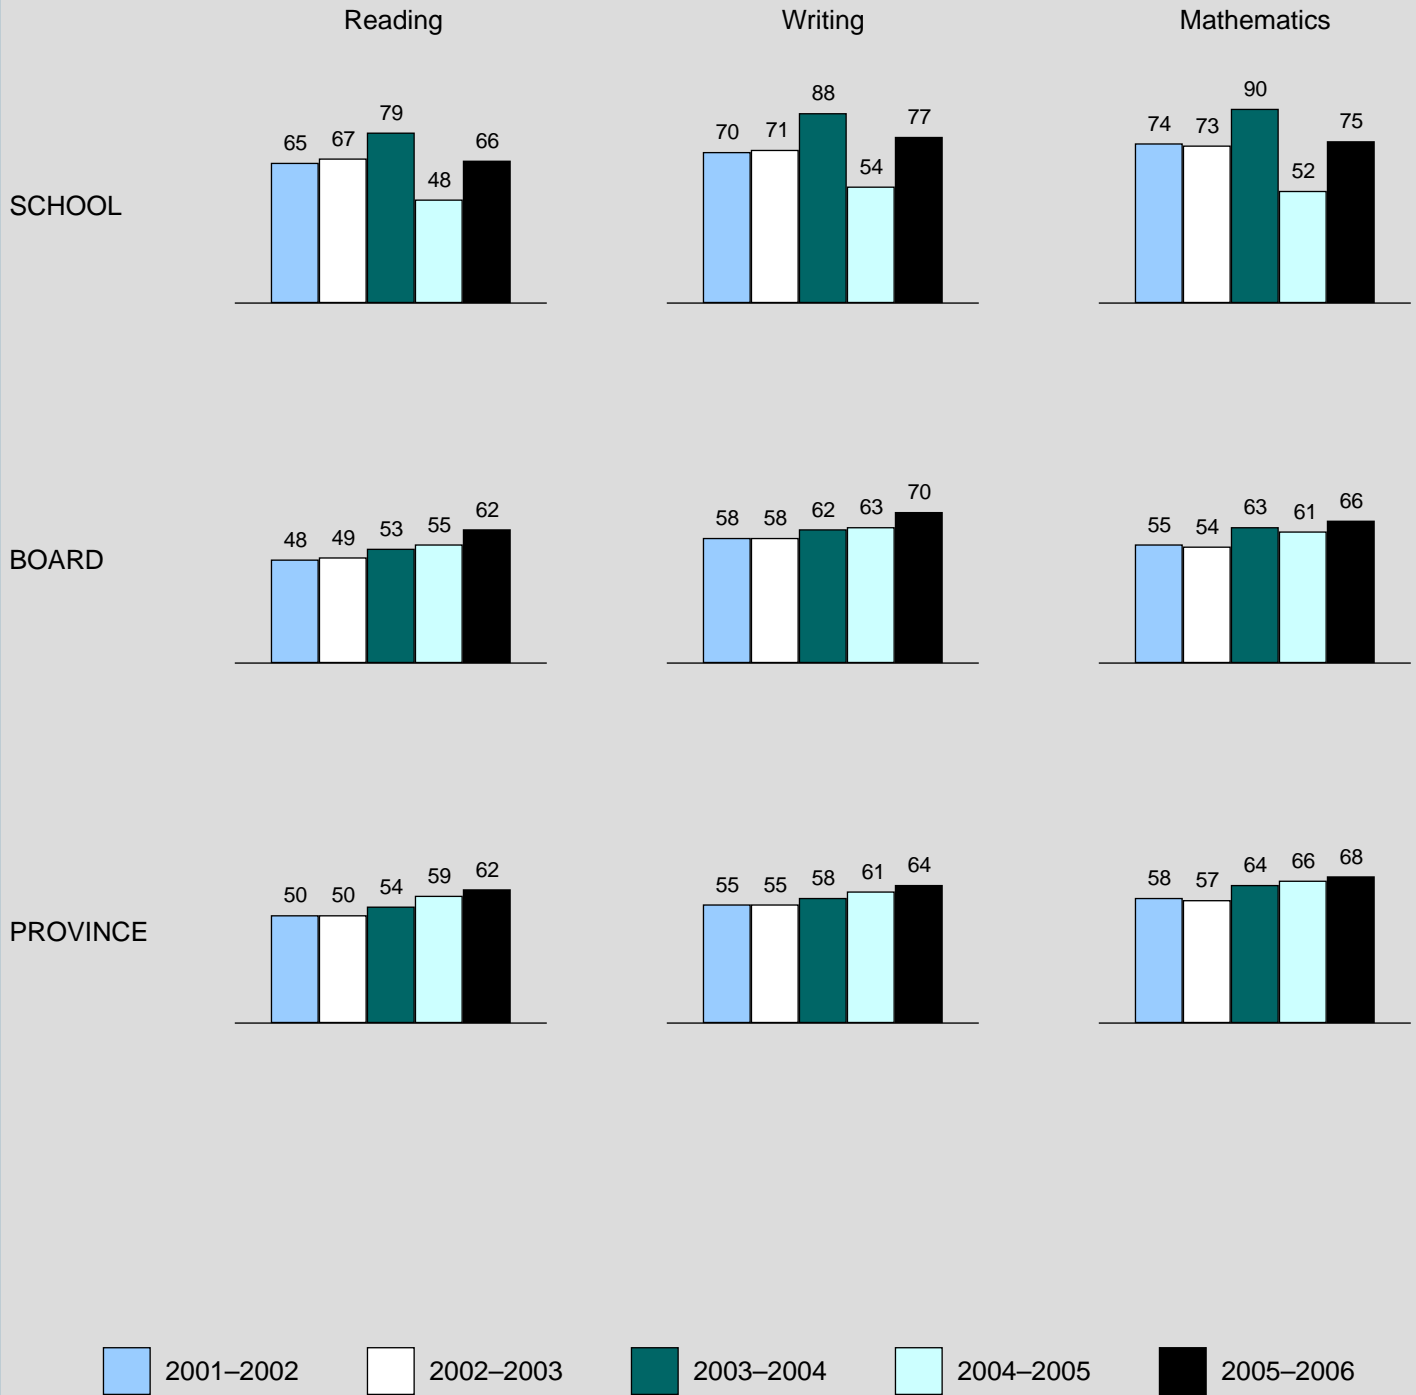 Reading Writing Mathematics
SCHOOL
65 67 79 48 66
70 71 88 54 77
74 73 90 52 75
BOARD
48 49 53 55 62
58 58 62 63 70
55 54 63 61 66
PROVINCE
50 50 54 59 62
55 55 58 61 64
58 57 64 66 68
2001–2002 2002–2003 2003–2004 2004–2005 2005–2006